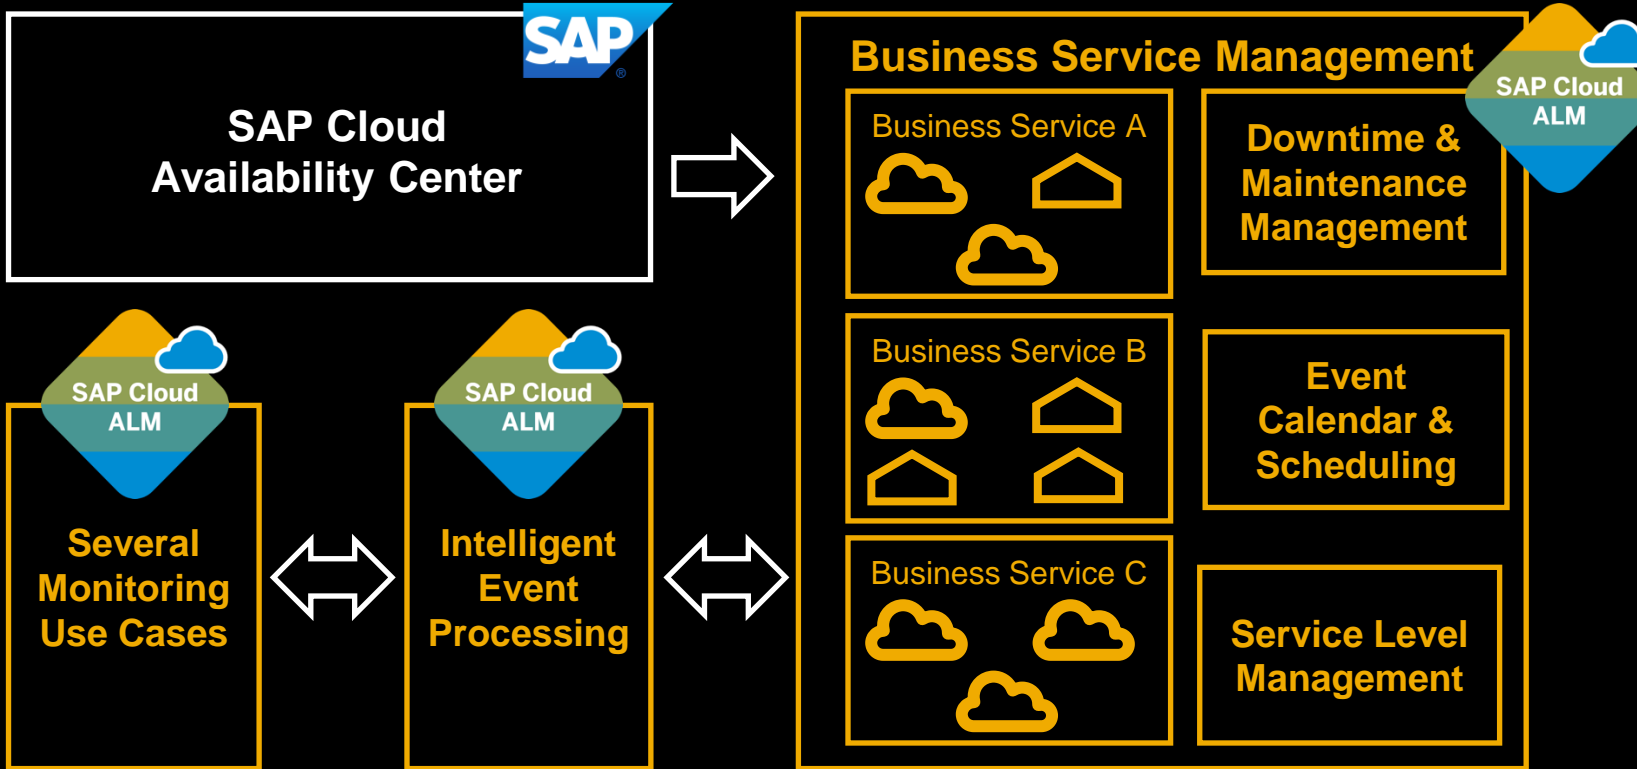 SAP
®
SAP Cloud
Availability Center
Business Service Management
SAP Cloud
ALM
Business Service A
Downtime &
Maintenance
Management
Business Service B
Event
Calendar &
Scheduling
Business Service C
Service Level
Management
SAP Cloud
ALM
Several
Monitoring
Use Cases
SAP Cloud
ALM
Intelligent
Event
Processing